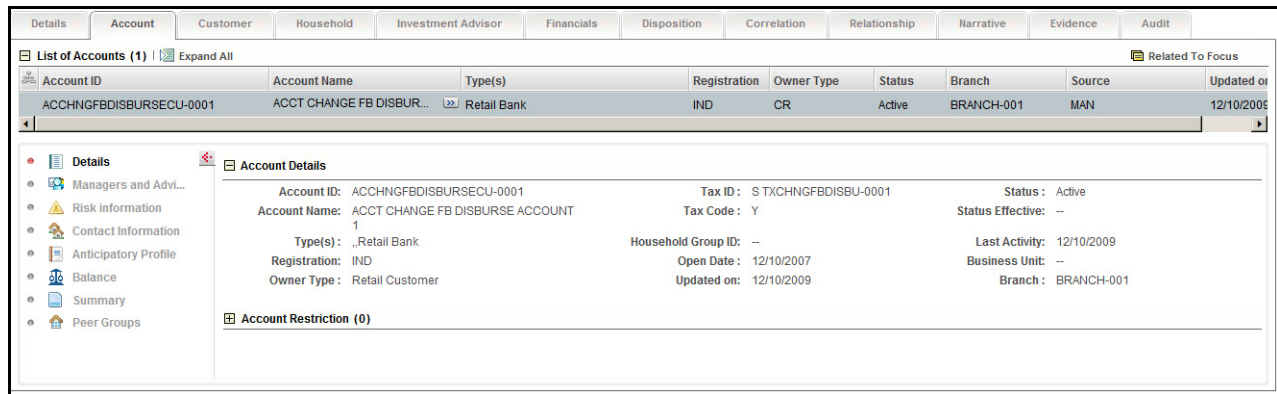 Details Account Customer Household Investment Advisor Financials Disposition Correlation Relationship Narrative Evidence Audit
List of Accounts (1) | Expand All Related To Focus
Account ID Account Name Type(s) Registration Owner Type Status Branch Source Updated on
ACCHNGFBDISBURSECU-0001 ACCT CHANGE FB DISBUR... Retail Bank IND CR Active BRANCH-001 MAN 12/10/2009
Details
Managers and Advi...
Risk information
Contact Information
Anticipatory Profile
Balance
Summary
Peer Groups
Account Details
Account ID: ACCHNGFBDISBURSECU-0001 Tax ID : S TXCHNGFBDISBU-0001 Status : Active
Account Name: ACCT CHANGE FB DISBURSE ACCOUNT Tax Code : Y Status Effective: --
1
Type(s) : ,,Retail Bank Household Group ID: -- Last Activity: 12/10/2009
Registration: IND Open Date : 12/10/2007 Business Unit: --
Owner Type : Retail Customer Updated on: 12/10/2009 Branch : BRANCH-001
Account Restriction (0)